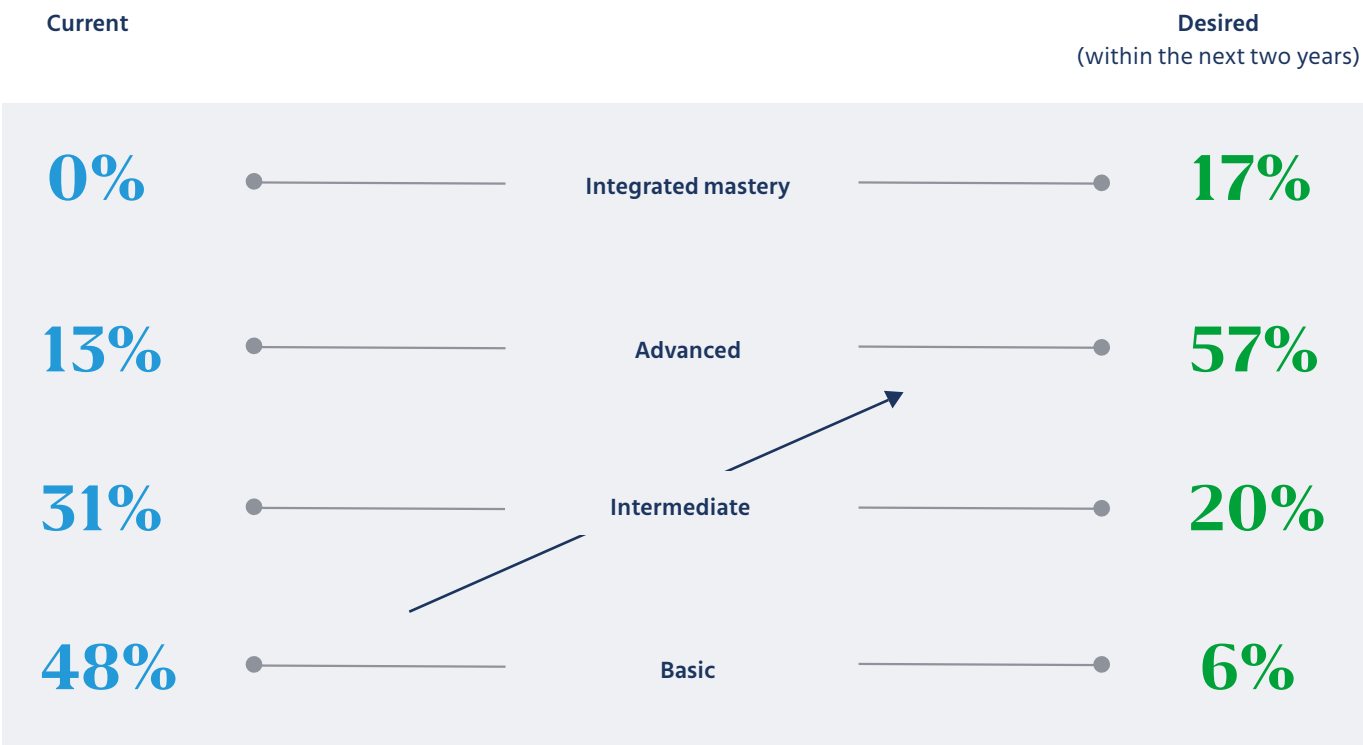 Current
Desired
(within the next two years)
0% Integrated mastery 17%
13% Advanced 57%
31% Intermediate 20%
48% Basic 6%